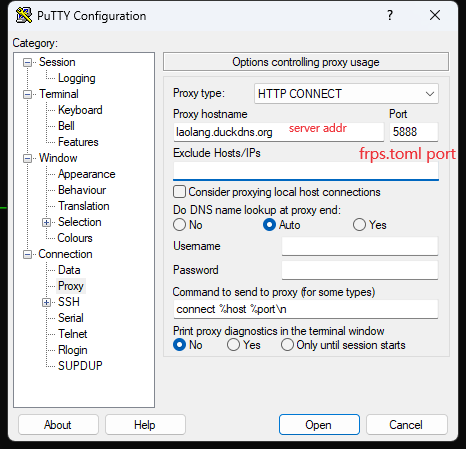 PuTTY Configuration
?
Category:
Session
Logging
Terminal
Keyboard
Bell
Features
Window
Appearance
Behaviour
Translation
Selection
Colours
Connection
Data
Proxy
SSH
Serial
Telnet
Rlogin
SUPDUP
Options controlling proxy usage
Proxy type: HTTP CONNECT
Proxy hostname Port
laolang.duckdns.org server addr 5888
frps.toml port
Exclude Hosts/IPs
Consider proxying local host connections
Do DNS name lookup at proxy end:
No Auto Yes
Username
Password
Command to send to proxy (for some types)
connect %host %port\n
Print proxy diagnostics in the terminal window
No Yes Only until session starts
About Help Open Cancel